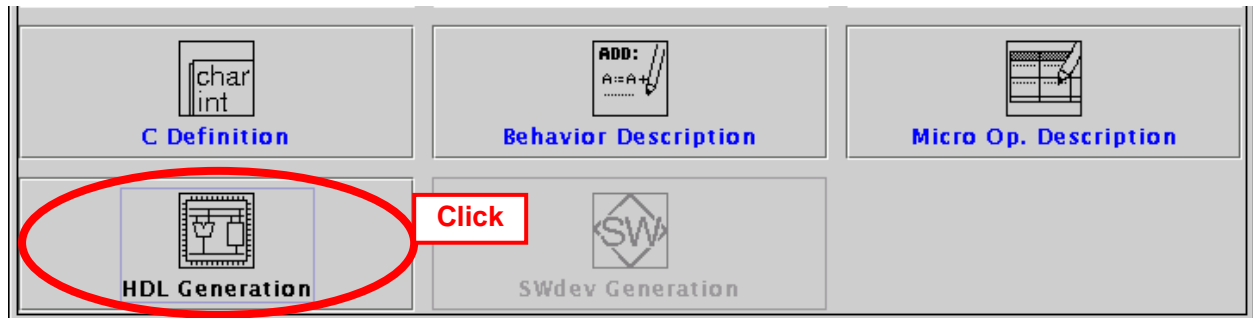 char
int
C Definition
ADD:
A:=A+
Behavior Description
Micro Op. Description
HDL Generation
Click
SW
SWdev Generation